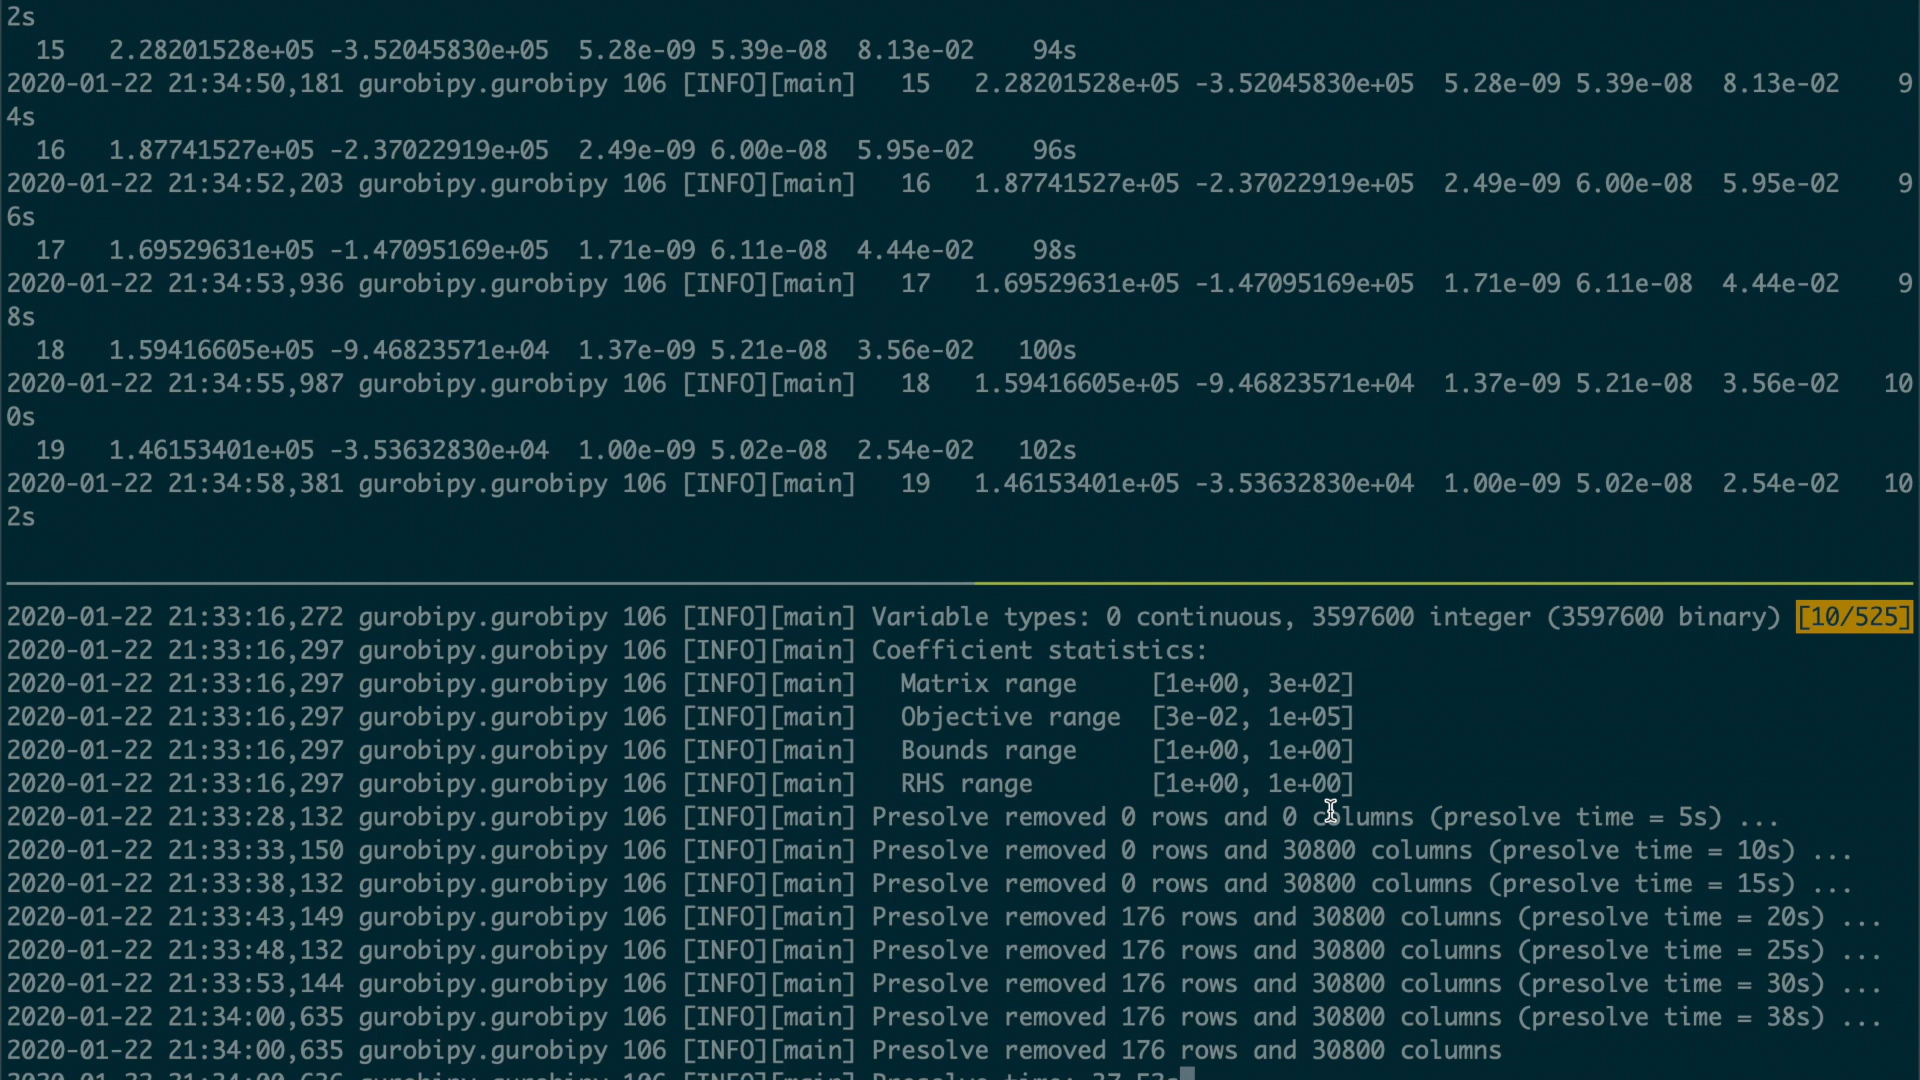 2s
   15   2.28201528e+05 -3.52045830e+05  5.28e-09 5.39e-08  8.13e-02    94s
2020-01-22 21:34:50,181 gurobipy.gurobipy 106 [INFO][main]   15   2.28201528e+05 -3.52045830e+05  5.28e-09 5.39e-08  8.13e-02    9
4s
   16   1.87741527e+05 -2.37022919e+05  2.49e-09 6.00e-08  5.95e-02    96s
2020-01-22 21:34:52,203 gurobipy.gurobipy 106 [INFO][main]   16   1.87741527e+05 -2.37022919e+05  2.49e-09 6.00e-08  5.95e-02    9
6s
   17   1.69529631e+05 -1.47095169e+05  1.71e-09 6.11e-08  4.44e-02    98s
2020-01-22 21:34:53,936 gurobipy.gurobipy 106 [INFO][main]   17   1.69529631e+05 -1.47095169e+05  1.71e-09 6.11e-08  4.44e-02    9
8s
   18   1.59416605e+05 -9.46823571e+04  1.37e-09 5.21e-08  3.56e-02   100s
2020-01-22 21:34:55,987 gurobipy.gurobipy 106 [INFO][main]   18   1.59416605e+05 -9.46823571e+04  1.37e-09 5.21e-08  3.56e-02   10
0s
   19   1.46153401e+05 -3.53632830e+04  1.00e-09 5.02e-08  2.54e-02   102s
2020-01-22 21:34:58,381 gurobipy.gurobipy 106 [INFO][main]   19   1.46153401e+05 -3.53632830e+04  1.00e-09 5.02e-08  2.54e-02   10
2s
2020-01-22 21:33:16,272 gurobipy.gurobipy 106 [INFO][main] Variable types: 0 continuous, 3597600 integer (3597600 binary) [10/525]
2020-01-22 21:33:16,297 gurobipy.gurobipy 106 [INFO][main] Coefficient statistics:
2020-01-22 21:33:16,297 gurobipy.gurobipy 106 [INFO][main]   Matrix range     [1e+00, 3e+02]
2020-01-22 21:33:16,297 gurobipy.gurobipy 106 [INFO][main]   Objective range  [3e-02, 1e+05]
2020-01-22 21:33:16,297 gurobipy.gurobipy 106 [INFO][main]   Bounds range     [1e+00, 1e+00]
2020-01-22 21:33:16,297 gurobipy.gurobipy 106 [INFO][main]   RHS range        [1e+00, 1e+00]
2020-01-22 21:33:28,132 gurobipy.gurobipy 106 [INFO][main] Presolve removed 0 rows and 0 columns (presolve time = 5s) ...
2020-01-22 21:33:33,150 gurobipy.gurobipy 106 [INFO][main] Presolve removed 0 rows and 30800 columns (presolve time = 10s) ...
2020-01-22 21:33:38,132 gurobipy.gurobipy 106 [INFO][main] Presolve removed 0 rows and 30800 columns (presolve time = 15s) ...
2020-01-22 21:33:43,149 gurobipy.gurobipy 106 [INFO][main] Presolve removed 176 rows and 30800 columns (presolve time = 20s) ...
2020-01-22 21:33:48,132 gurobipy.gurobipy 106 [INFO][main] Presolve removed 176 rows and 30800 columns (presolve time = 25s) ...
2020-01-22 21:33:53,144 gurobipy.gurobipy 106 [INFO][main] Presolve removed 176 rows and 30800 columns (presolve time = 30s) ...
2020-01-22 21:34:00,635 gurobipy.gurobipy 106 [INFO][main] Presolve removed 176 rows and 30800 columns (presolve time = 38s) ...
2020-01-22 21:34:00,635 gurobipy.gurobipy 106 [INFO][main] Presolve removed 176 rows and 30800 columns
gurobipy.gurobipy 106 [INFO][main] Presolve time: